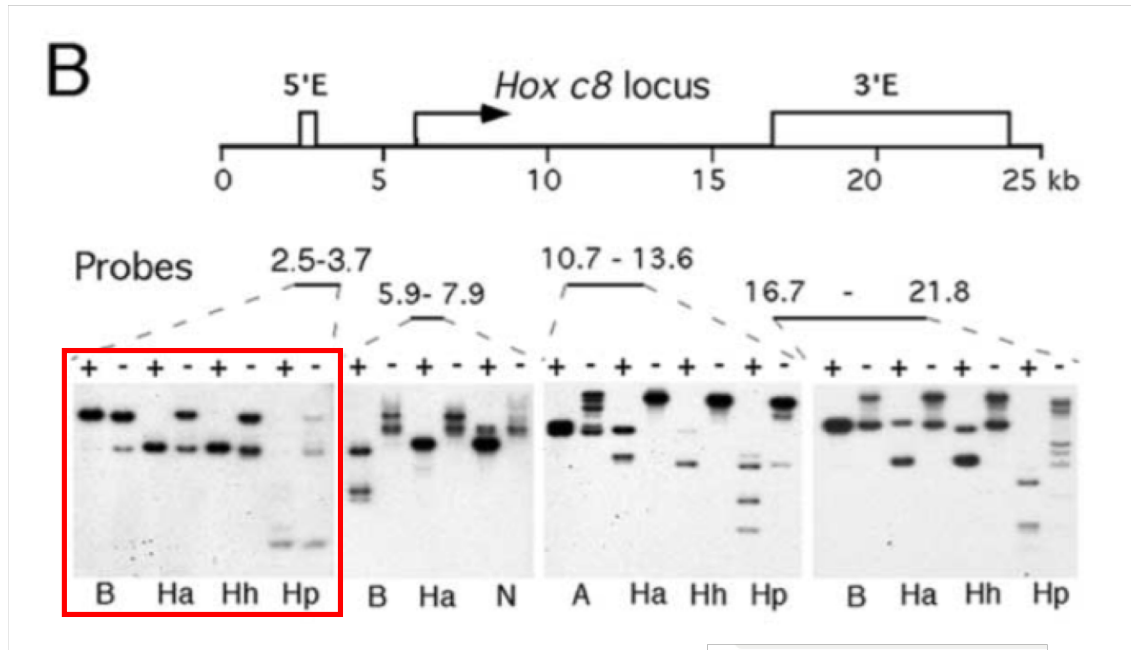 B
5'E Hox c8 locus 3'E
0 5 10 15 20 25 kb
Probes 2.5-3.7 10.7 - 13.6
5.9- 7.9 16.7 - 21.8
+ - + - + - + - + - + - + - + - + - + - + - + - + - + - + -
B Ha Hh Hp B Ha N A Ha Hh Hp B Ha Hh Hp